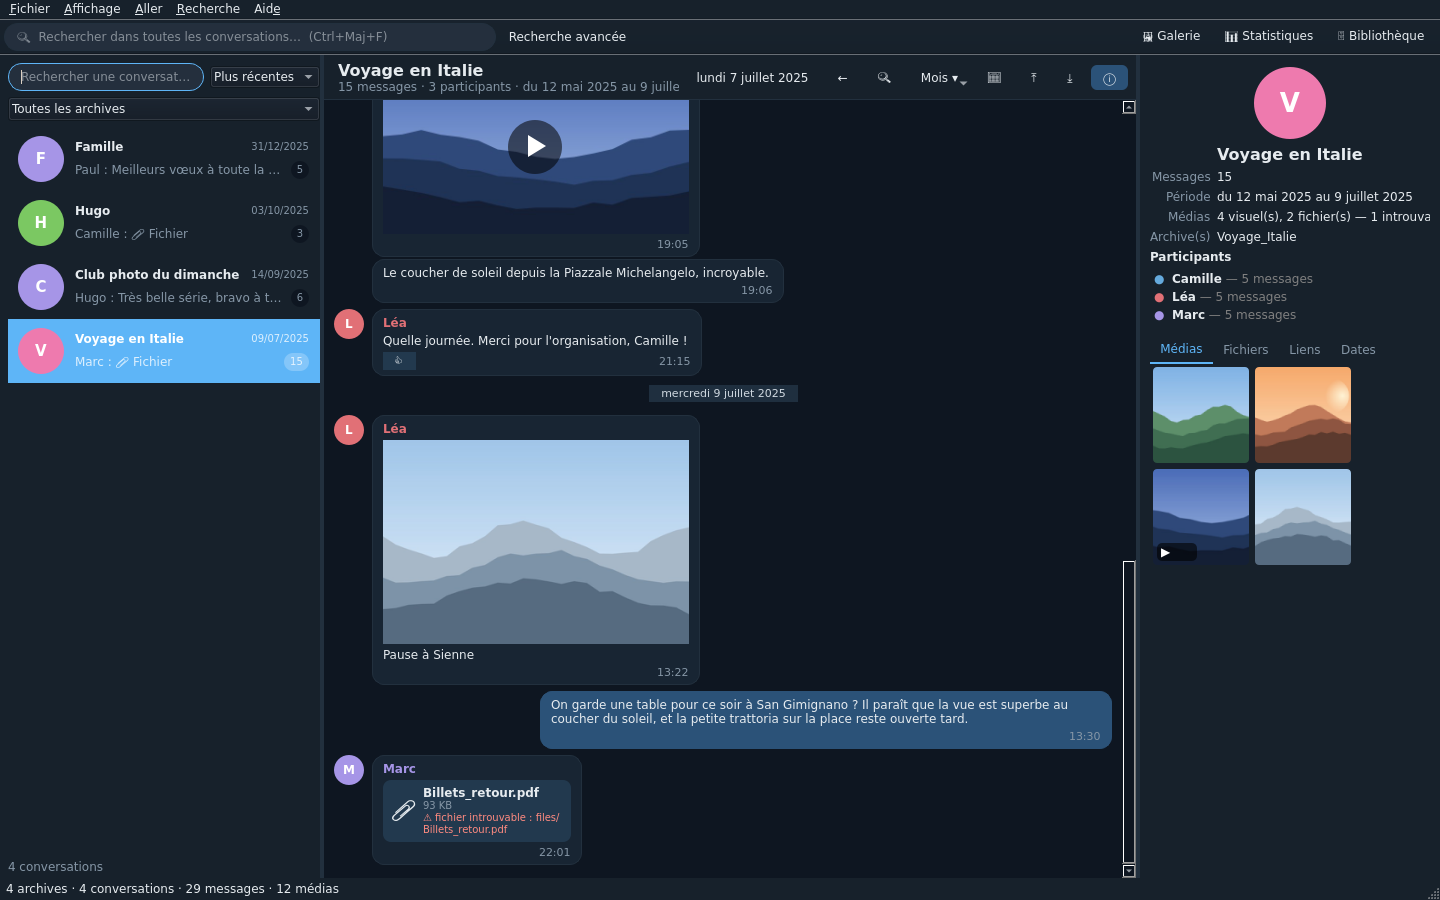 Fichier Affichage Aller Recherche Aide
Rechercher dans toutes les conversations… (Ctrl+Maj+F)
Recherche avancée
Galerie
Statistiques
Bibliothèque
Rechercher une conversat…
Plus récentes
Toutes les archives
Famille
31/12/2025
Paul : Meilleurs vœux à toute la …
5
Hugo
03/10/2025
Camille : Fichier
3
Club photo du dimanche
14/09/2025
Hugo : Très belle série, bravo à t…
6
Voyage en Italie
09/07/2025
Marc : Fichier
15
4 conversations
4 archives · 4 conversations · 29 messages · 12 médias
Voyage en Italie
15 messages · 3 participants · du 12 mai 2025 au 9 juille
lundi 7 juillet 2025
Mois ▾
19:05
Le coucher de soleil depuis la Piazzale Michelangelo, incroyable.
19:06
L
Léa
Quelle journée. Merci pour l'organisation, Camille !
21:15
mercredi 9 juillet 2025
L
Léa
Pause à Sienne
13:22
On garde une table pour ce soir à San Gimignano ? Il paraît que la vue est superbe au
coucher du soleil, et la petite trattoria sur la place reste ouverte tard.
13:30
M
Marc
Billets_retour.pdf
93 KB
⚠ fichier introuvable : files/
Billets_retour.pdf
22:01
V
Voyage en Italie
Messages 15
Période du 12 mai 2025 au 9 juillet 2025
Médias 4 visuel(s), 2 fichier(s) — 1 introuva
Archive(s) Voyage_Italie
Participants
Camille — 5 messages
Léa — 5 messages
Marc — 5 messages
Médias Fichiers Liens Dates
F
H
C
V